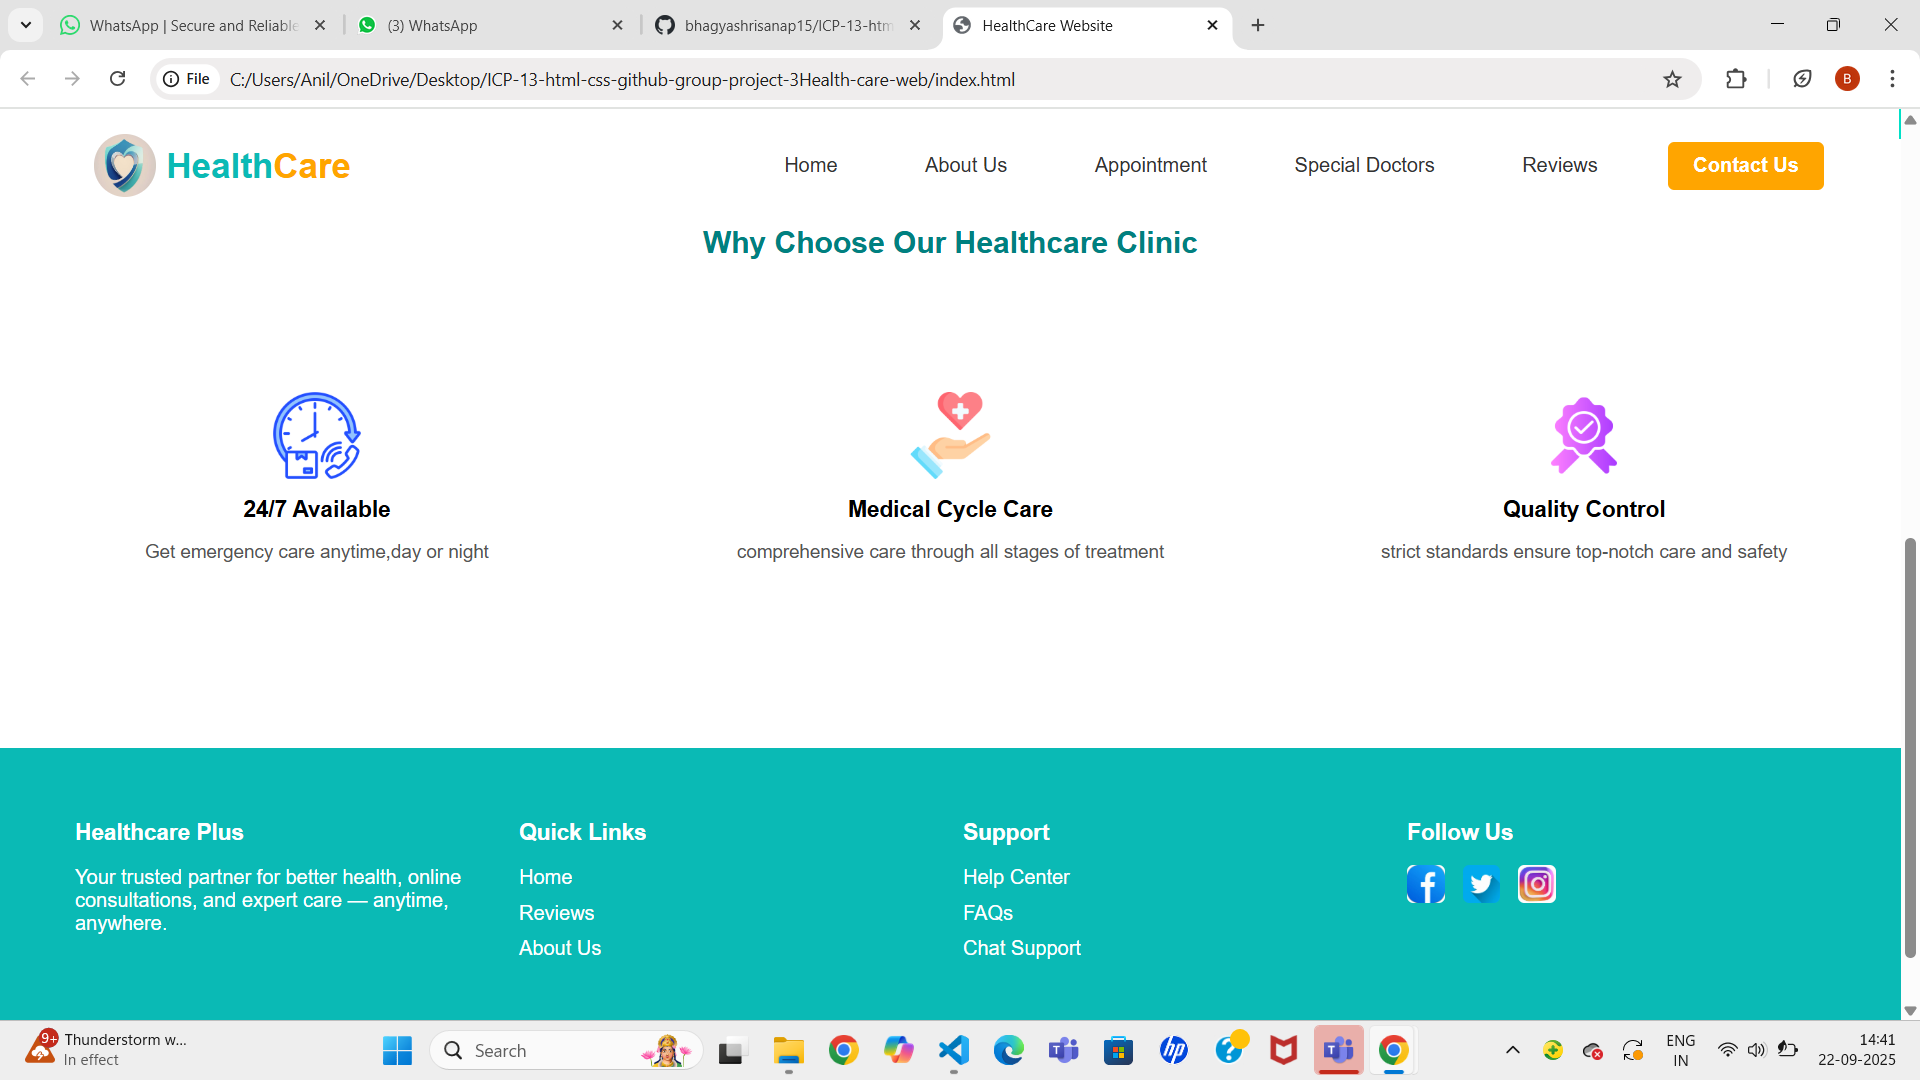 WhatsApp | Secure and Reliable
(3) WhatsApp
bhagyashrisanap15/ICP-13-htm
HealthCare Website
File
C:/Users/Anil/OneDrive/Desktop/ICP-13-html-css-github-group-project-3Health-care-web/index.html
B
HealthCare
Home
About Us
Appointment
Special Doctors
Reviews
Contact Us
Why Choose Our Healthcare Clinic
24/7 Available
Get emergency care anytime,day or night
Medical Cycle Care
comprehensive care through all stages of treatment
Quality Control
strict standards ensure top-notch care and safety
Healthcare Plus
Your trusted partner for better health, online
consultations, and expert care — anytime,
anywhere.
Quick Links
Home
Reviews
About Us
Support
Help Center
FAQs
Chat Support
Follow Us
9+
Thunderstorm w...
In effect
Search
hp
ENG
IN
14:41
22-09-2025